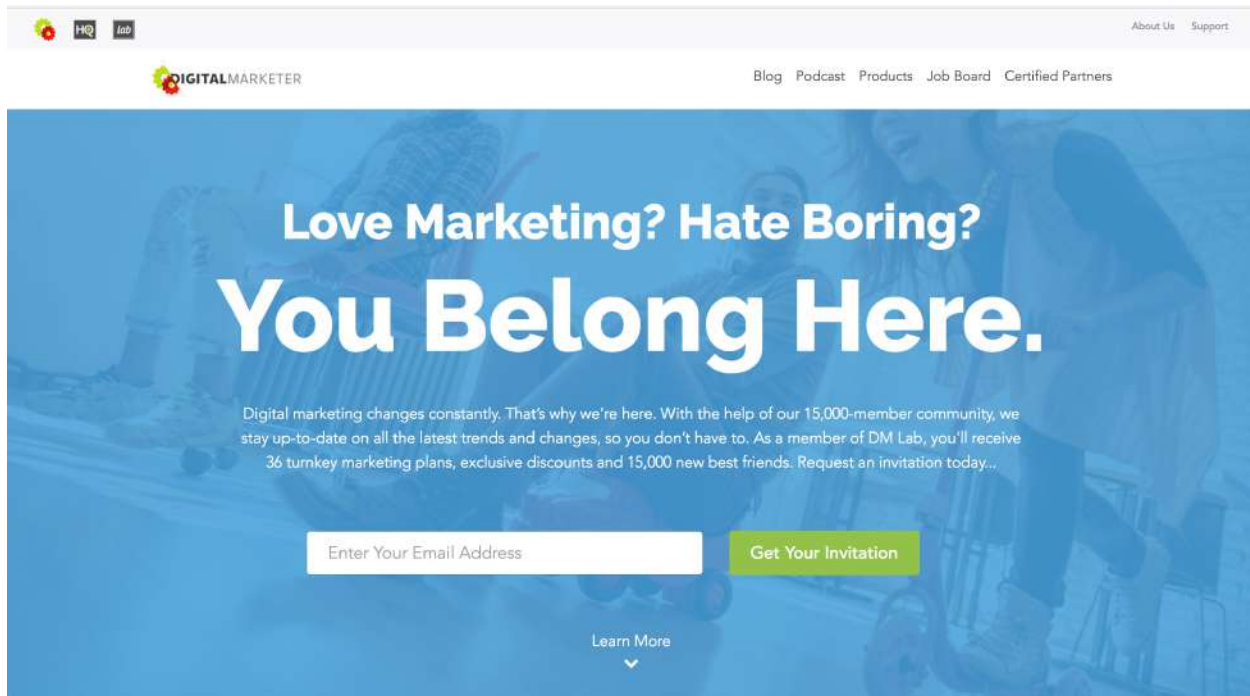 HQ lab About Us Support
DIGITALMARKETER Blog Podcast Products Job Board Certified Partners
Love Marketing? Hate Boring?
You Belong Here.
Digital marketing changes constantly. That's why we're here. With the help of our 15,000-member community, we
stay up-to-date on all the latest trends and changes, so you don't have to. As a member of DM Lab, you'll receive
36 turnkey marketing plans, exclusive discounts and 15,000 new best friends. Request an invitation today...
Enter Your Email Address Get Your Invitation
Learn More